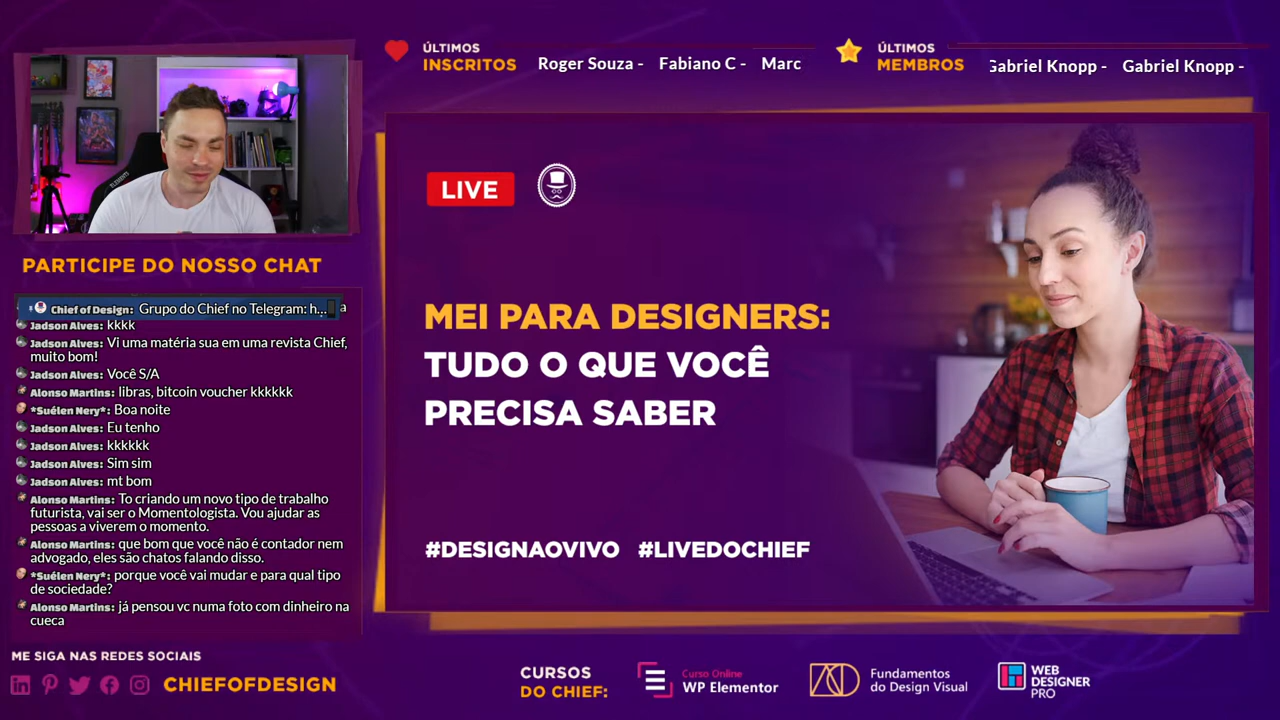 ÚLTIMOS
INSCRITOS
Roger Souza - Fabiano C - Marc
ÚLTIMOS
MEMBROS
Gabriel Knopp - Gabriel Knopp -
LIVE
MEI PARA DESIGNERS:
TUDO O QUE VOCÊ
PRECISA SABER
#DESIGNAOVIVO #LIVEDOCHIEF
PARTICIPE DO NOSSO CHAT
Chief of Design: Grupo do Chief no Telegram: h... a
Jadson Alves: kkkk
Jadson Alves: Vi uma matéria sua em uma revista Chief,
muito bom!
Jadson Alves: Você S/A
Alonso Martins: libras, bitcoin voucher kkkkkk
*Suélen Nery*: Boa noite
Jadson Alves: Eu tenho
Jadson Alves: kkkkkk
Jadson Alves: Sim sim
Jadson Alves: mt bom
Alonso Martins: To criando um novo tipo de trabalho
futurista, vai ser o Momentologista. Vou ajudar as
pessoas a viverem o momento.
Alonso Martins: que bom que você não é contador nem
advogado, eles são chatos falando disso.
*Suélen Nery*: porque você vai mudar e para qual tipo
de sociedade?
Alonso Martins: já pensou vc numa foto com dinheiro na
cueca
ME SIGA NAS REDES SOCIAIS
CHIEFOFDESIGN
CURSOS
DO CHIEF:
Curso Online
WP Elementor
Fundamentos
do Design Visual
WEB
DESIGNER
PRO